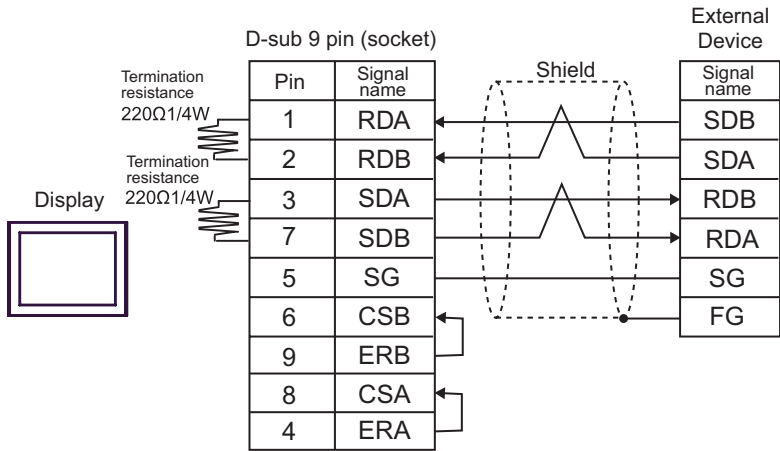 External
Device
D-sub 9 pin (socket)
Termination
resistance
220Ω1/4W
Termination
resistance
220Ω1/4W
Display
Shield
Pin Signal name Signal name
1 RDA SDB
2 RDB SDA
3 SDA RDB
7 SDB RDA
5 SG SG
6 CSB FG
9 ERB
8 CSA
4 ERA